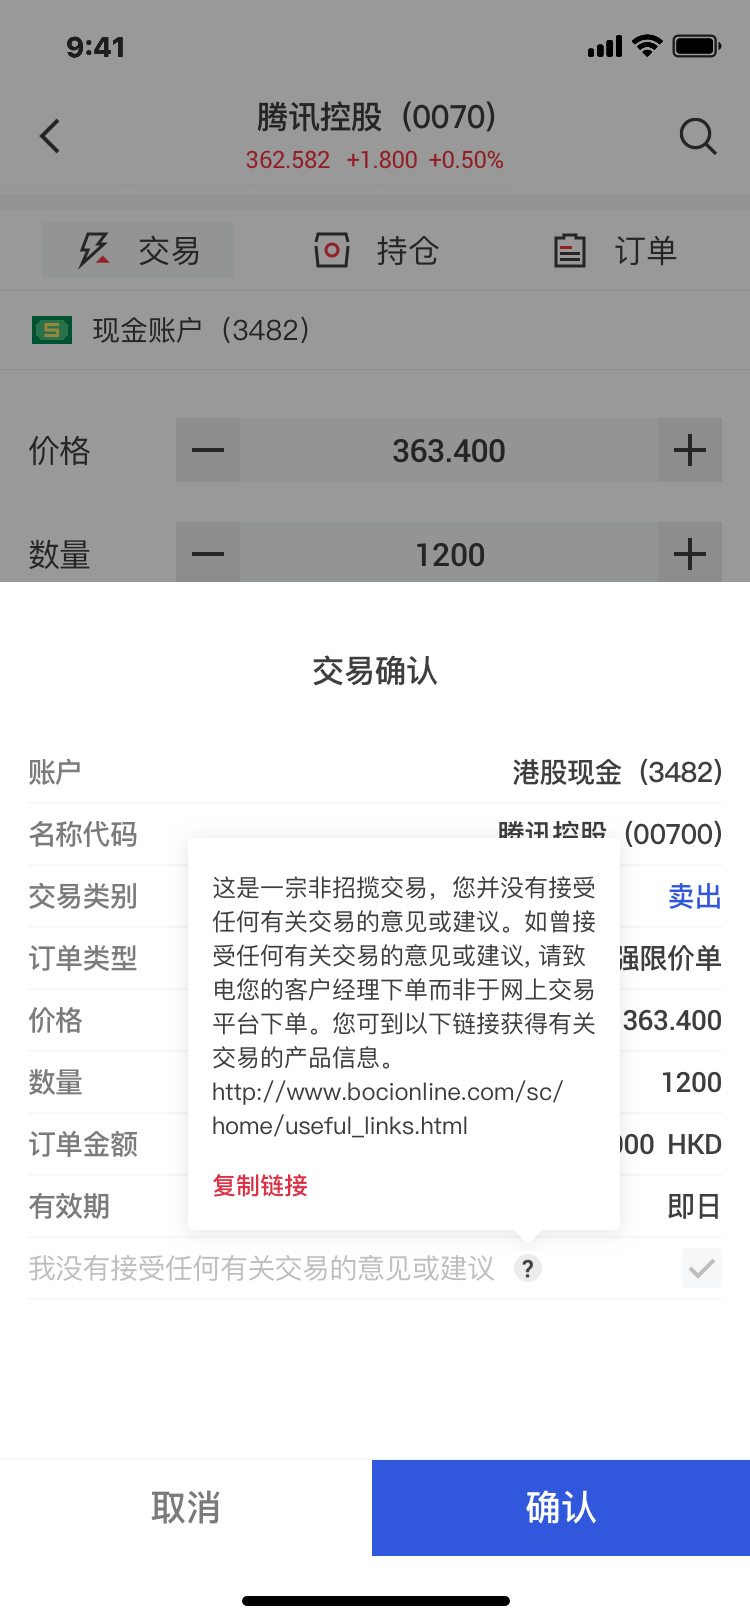 9:41
腾讯控股（0070)
362.582 +1.800 +0.50%
交易 持仓 订单
现金账户（3482）
价格 363.400
数量 1200
交易确认
账户 港股现金（3482)
名称代码 腾讯控股（00700)
交易类别 卖出
订单类型 强限价单
价格 363.400
数量 1200
订单金额 000 HKD
有效期 即日
这是一宗非招揽交易，您并没有接受
任何有关交易的意见或建议。如曾接
受任何有关交易的意见或建议, 请致
电您的客户经理下单而非于网上交易
平台下单。您可到以下链接获得有关
交易的产品信息。
http://www.bocionline.com/sc/
home/useful_links.html
复制链接
我没有接受任何有关交易的意见或建议 ?
取消 确认